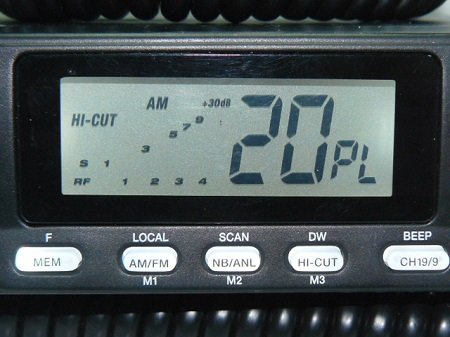 AM +30dB
HI-CUT 5 7 9 20 PL
3
S 1
RF 1 2 3 4
F LOCAL SCAN DW BEEP
MEM AM/FM NB/ANL HI-CUT CH19/9
M1 M2 M3